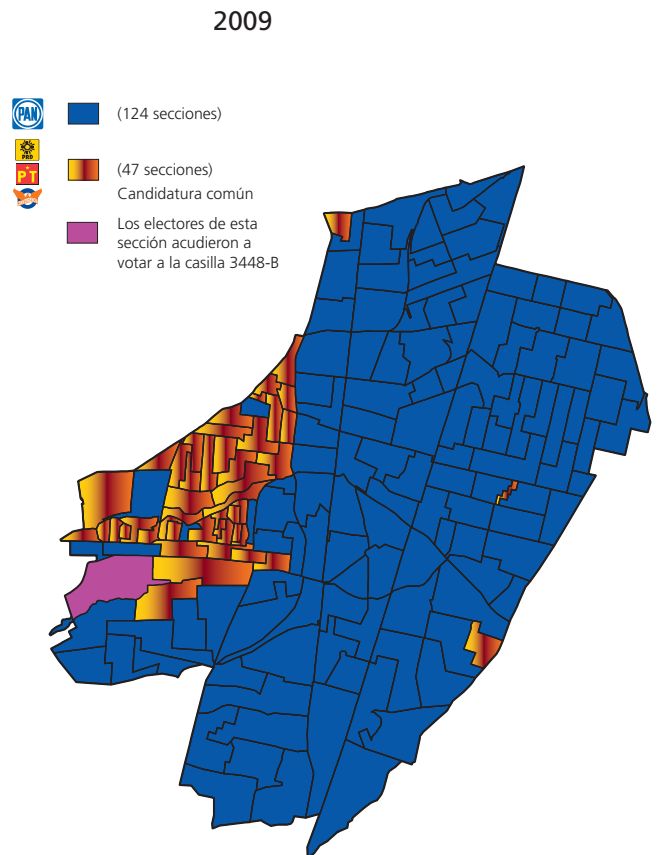 2009
PAN
(124 secciones)
PRD
PT
(47 secciones)
Candidatura común
Los electores de esta
sección acudieron a
votar a la casilla 3448-B